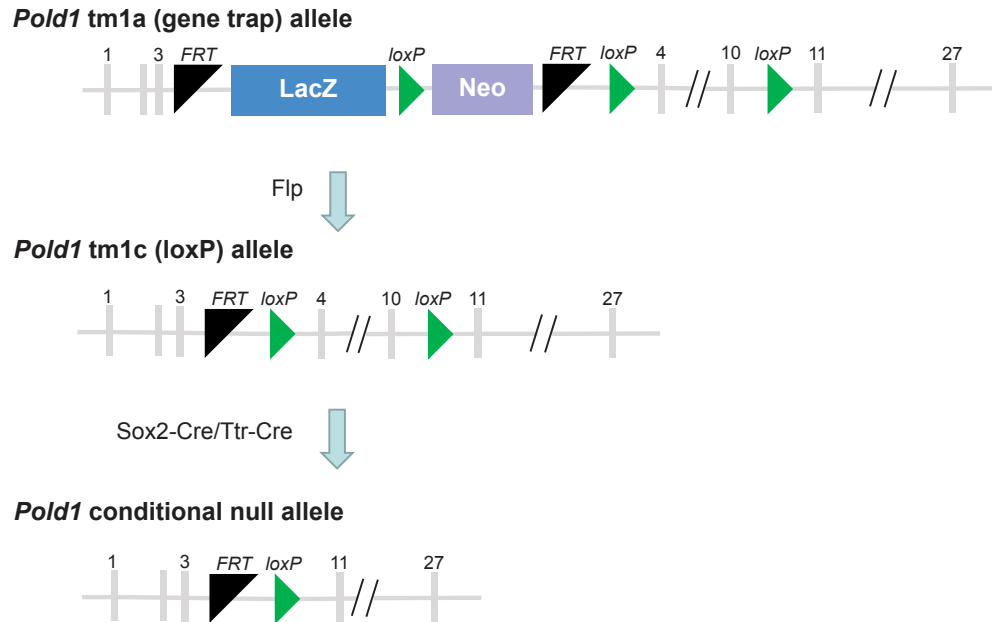 Pold1 tm1a (gene trap) allele
1 3 FRT loxP FRT loxP 4 10 loxP 11 27
LacZ Neo
Flp
Pold1 tm1c (loxP) allele
1 3 FRT loxP 4 10 loxP 11 27
Sox2-Cre/Ttr-Cre
Pold1 conditional null allele
1 3 FRT loxP 11 27